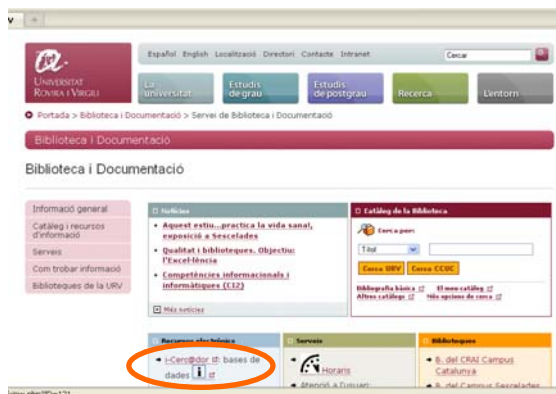 Español English Localització Directori Contacte Intranet
Cercar
UNIVERSITAT
ROVIRA I VIRGILI
La
universitat
Estudis
de grau
Estudis
de postgrau
Recerca
L'entorn
Portada > Biblioteca i Documentació > Servei de Biblioteca i Documentació
Biblioteca i Documentació
Biblioteca i Documentació
Informació general
Catàleg i recursos
d'informació
Serveis
Com trobar informació
Biblioteques de la URV
Notícies
Aquest estiu...practica la vida sana!,
exposició a Sescelades
Qualitat i biblioteques. Objectiu:
l'Excel·lència
Competències informacionals i
informàtiques (CI2)
Més notícies
Catàleg de la Biblioteca
Cerca per:
Títol
Cerca URV Cerca CCUC
Bibliografia bàsica El meu catàleg
Altres catàlegs Més opcions de cerca
Recursos electrònics
i-Cerc@dor : bases de
dades
Serveis
Horaris
Atenció a l'usuari:
Biblioteques
B. del CRAI Campus
Catalunya
B. del Campus Sescelades